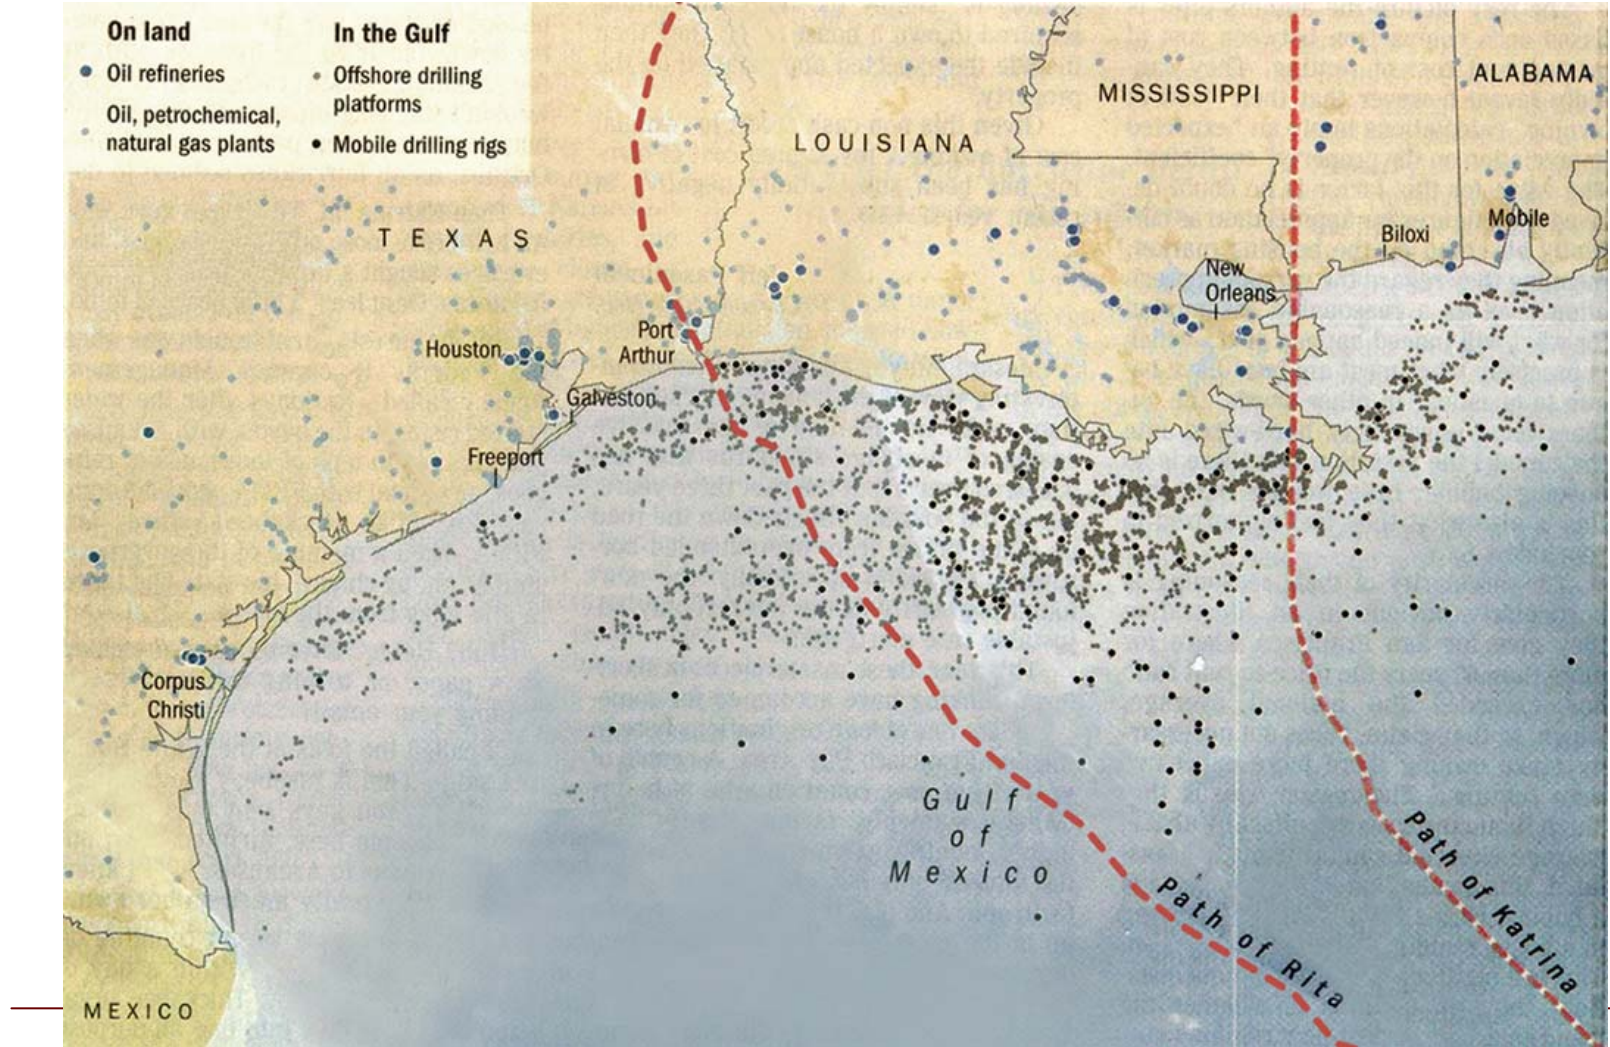 On land
Oil refineries
Oil, petrochemical,
natural gas plants
In the Gulf
Offshore drilling
platforms
Mobile drilling rigs
TEXAS
LOUISIANA
MISSISSIPPI
ALABAMA
Mobile
Biloxi
New
Orleans
Port
Arthur
Houston
Galveston
Freeport
Corpus
Christi
Gulf
of
Mexico
Path of Rita
Path of Katrina
MEXICO